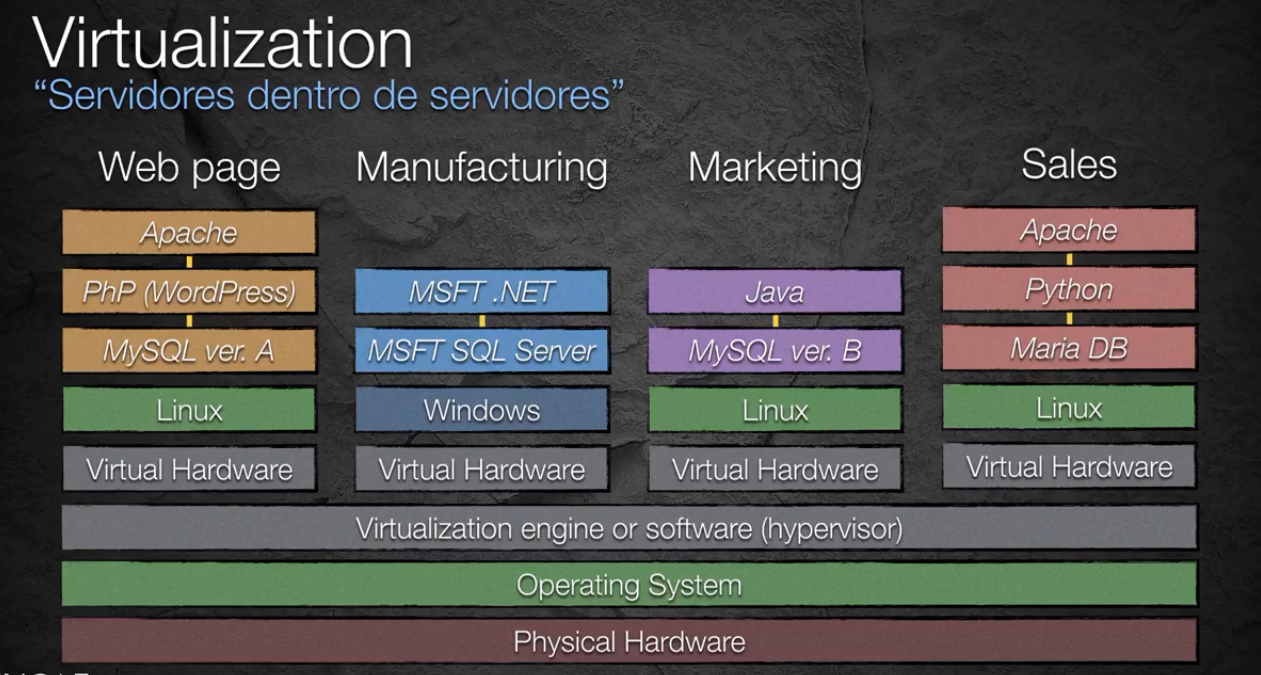 Virtualization
“Servidores dentro de servidores”
Web page
Manufacturing
Marketing
Sales
Apache
PhP (WordPress)
MySQL ver. A
Linux
Virtual Hardware
MSFT .NET
MSFT SQL Server
Windows
Virtual Hardware
Java
MySQL ver. B
Linux
Virtual Hardware
Apache
Python
Maria DB
Linux
Virtual Hardware
Virtualization engine or software (hypervisor)
Operating System
Physical Hardware